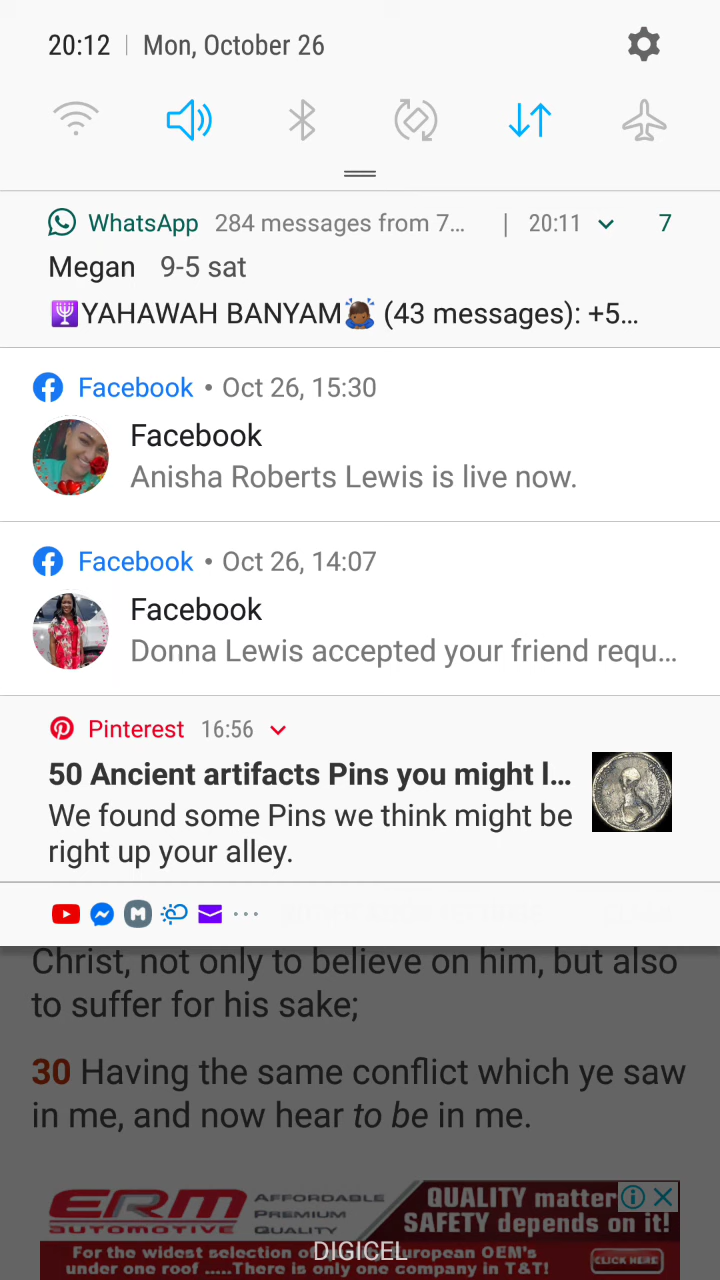 20:12 | Mon, October 26
WhatsApp 284 messages from 7... | 20:11 7
Megan 9-5 sat
🕎YAHAWAH BANYAM🙇🏾 (43 messages): +5...
Facebook • Oct 26, 15:30
Facebook
Anisha Roberts Lewis is live now.
Facebook • Oct 26, 14:07
Facebook
Donna Lewis accepted your friend requ...
Pinterest 16:56
50 Ancient artifacts Pins you might l...
We found some Pins we think might be
right up your alley.
Christ, not only to believe on him, but also
to suffer for his sake;
30 Having the same conflict which ye saw
in me, and now hear to be in me.
ERM AUTOMOTIVE
AFFORDABLE
PREMIUM
QUALITY
QUALITY matter
SAFETY depends on it!
For the widest selection of European OEM's
under one roof .....There is only one company in T&T!
CLICK HERE
DIGICEL